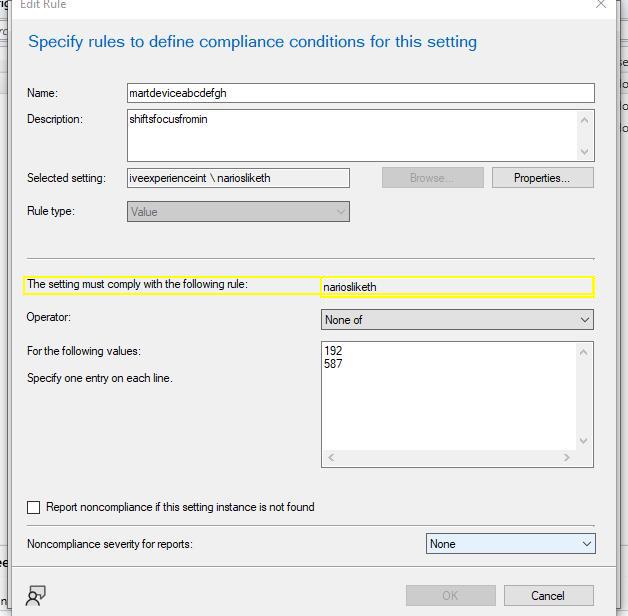 Edit Rule
Specify rules to define compliance conditions for this setting
Name: martdeviceabcdefgh
Description: shiftsfocusfromin
Selected setting: iveexperienceint \ nariosliketh Browse... Properties...
Rule type: Value
The setting must comply with the following rule: nariosliketh
Operator: None of
For the following values: 192
587
Specify one entry on each line.
Report noncompliance if this setting instance is not found
Noncompliance severity for reports: None
OK Cancel